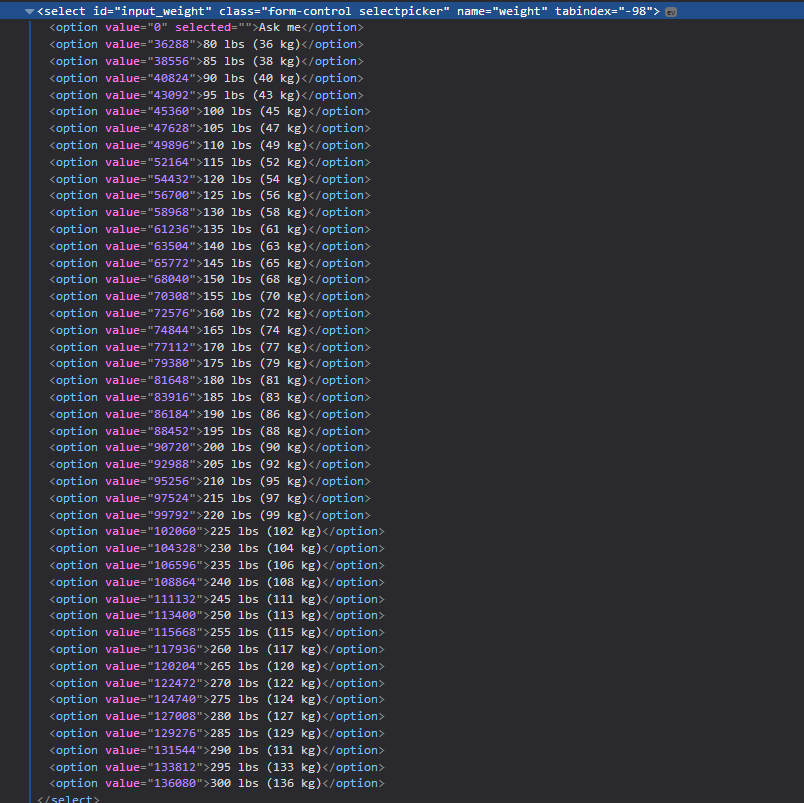 <select id="input_weight" class="form-control selectpicker" name="weight" tabindex="-98"> ev
<option value="0" selected="">Ask me</option>
<option value="36288">80 lbs (36 kg)</option>
<option value="38556">85 lbs (38 kg)</option>
<option value="40824">90 lbs (40 kg)</option>
<option value="43092">95 lbs (43 kg)</option>
<option value="45360">100 lbs (45 kg)</option>
<option value="47628">105 lbs (47 kg)</option>
<option value="49896">110 lbs (49 kg)</option>
<option value="52164">115 lbs (52 kg)</option>
<option value="54432">120 lbs (54 kg)</option>
<option value="56700">125 lbs (56 kg)</option>
<option value="58968">130 lbs (58 kg)</option>
<option value="61236">135 lbs (61 kg)</option>
<option value="63504">140 lbs (63 kg)</option>
<option value="65772">145 lbs (65 kg)</option>
<option value="68040">150 lbs (68 kg)</option>
<option value="70308">155 lbs (70 kg)</option>
<option value="72576">160 lbs (72 kg)</option>
<option value="74844">165 lbs (74 kg)</option>
<option value="77112">170 lbs (77 kg)</option>
<option value="79380">175 lbs (79 kg)</option>
<option value="81648">180 lbs (81 kg)</option>
<option value="83916">185 lbs (83 kg)</option>
<option value="86184">190 lbs (86 kg)</option>
<option value="88452">195 lbs (88 kg)</option>
<option value="90720">200 lbs (90 kg)</option>
<option value="92988">205 lbs (92 kg)</option>
<option value="95256">210 lbs (95 kg)</option>
<option value="97524">215 lbs (97 kg)</option>
<option value="99792">220 lbs (99 kg)</option>
<option value="102060">225 lbs (102 kg)</option>
<option value="104328">230 lbs (104 kg)</option>
<option value="106596">235 lbs (106 kg)</option>
<option value="108864">240 lbs (108 kg)</option>
<option value="111132">245 lbs (111 kg)</option>
<option value="113400">250 lbs (113 kg)</option>
<option value="115668">255 lbs (115 kg)</option>
<option value="117936">260 lbs (117 kg)</option>
<option value="120204">265 lbs (120 kg)</option>
<option value="122472">270 lbs (122 kg)</option>
<option value="124740">275 lbs (124 kg)</option>
<option value="127008">280 lbs (127 kg)</option>
<option value="129276">285 lbs (129 kg)</option>
<option value="131544">290 lbs (131 kg)</option>
<option value="133812">295 lbs (133 kg)</option>
<option value="136080">300 lbs (136 kg)</option>
</select>